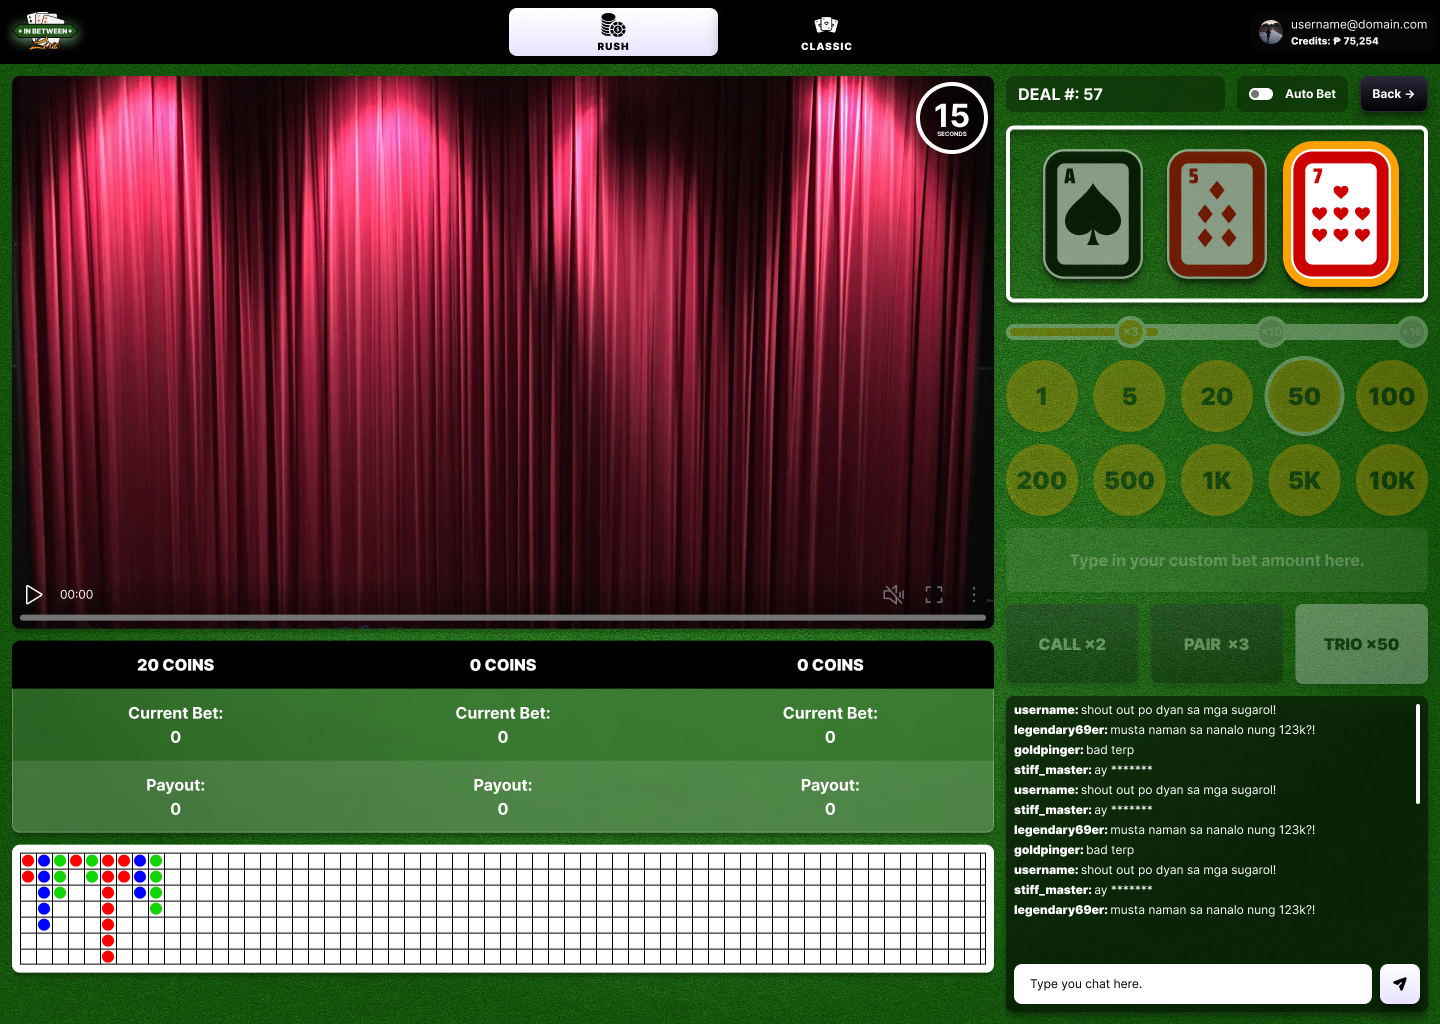 IN BETWEEN
RUSH
CLASSIC
username@domain.com
Credits: ₱ 75,254
15
SECONDS
00:00
DEAL #: 57
Auto Bet
Back →
A
5
7
×3
×10
1
5
20
50
100
200
500
1K
5K
10K
Type in your custom bet amount here.
CALL ×2
PAIR ×3
TRIO ×50
20 COINS
0 COINS
0 COINS
Current Bet:
0
Current Bet:
0
Current Bet:
0
Payout:
0
Payout:
0
Payout:
0
username: shout out po dyan sa mga sugarol!
legendary69er: musta naman sa nanalo nung 123k?!
goldpinger: bad terp
stiff_master: ay *******
username: shout out po dyan sa mga sugarol!
stiff_master: ay *******
legendary69er: musta naman sa nanalo nung 123k?!
goldpinger: bad terp
username: shout out po dyan sa mga sugarol!
stiff_master: ay *******
legendary69er: musta naman sa nanalo nung 123k?!
Type you chat here.